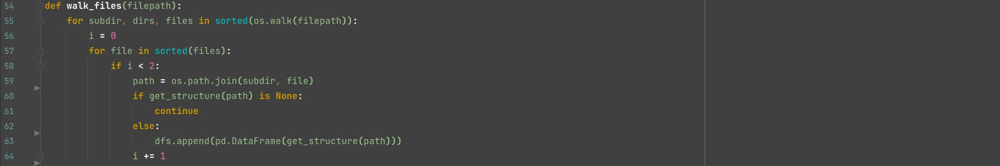 54 def walk_files(filepath):
55     for subdir, dirs, files in sorted(os.walk(filepath)):
56         i = 0
57         for file in sorted(files):
58             if i < 2:
59                 path = os.path.join(subdir, file)
60                 if get_structure(path) is None:
61                     continue
62                 else:
63                     dfs.append(pd.DataFrame(get_structure(path)))
64                 i += 1